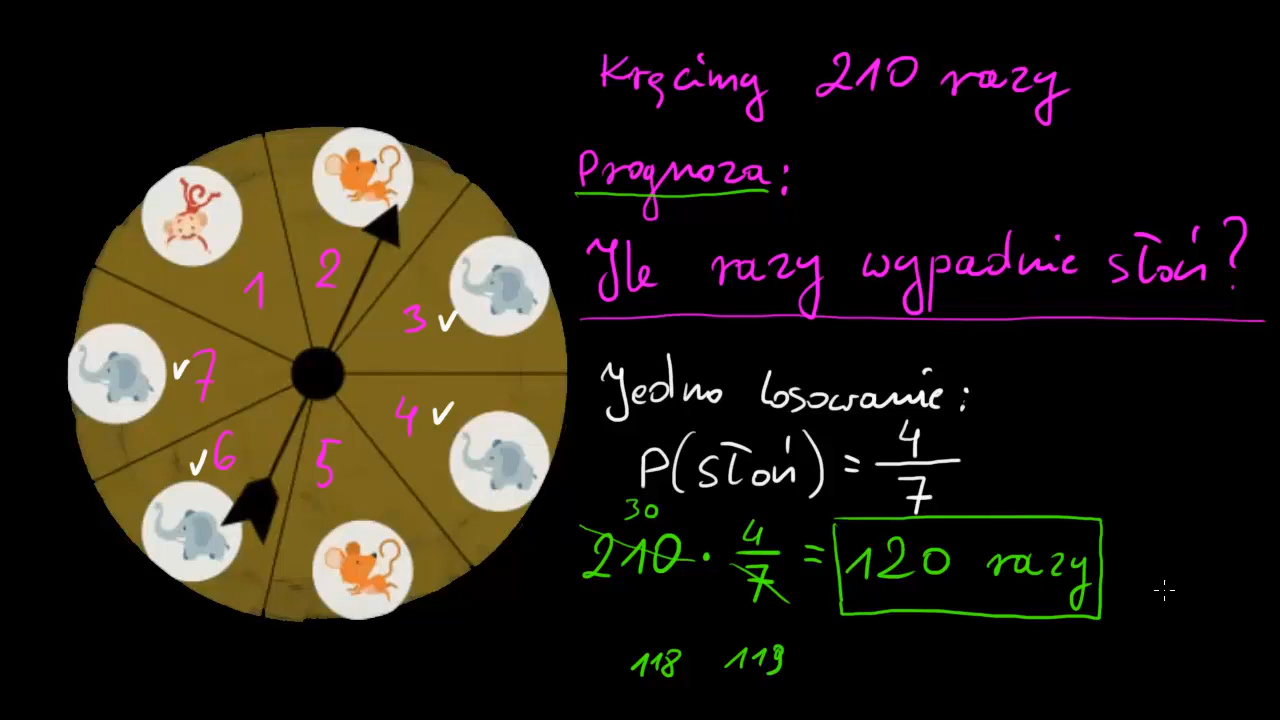 Kręcimy 210 razy
Prognoza:
Ile razy wypadnie słoń?
Jedno losowanie:
P(słoń) = 4/7
30
210 · 4/7 = 120 razy
118 119
1
2
3 ✓
4 ✓
5
✓ 6
✓ 7